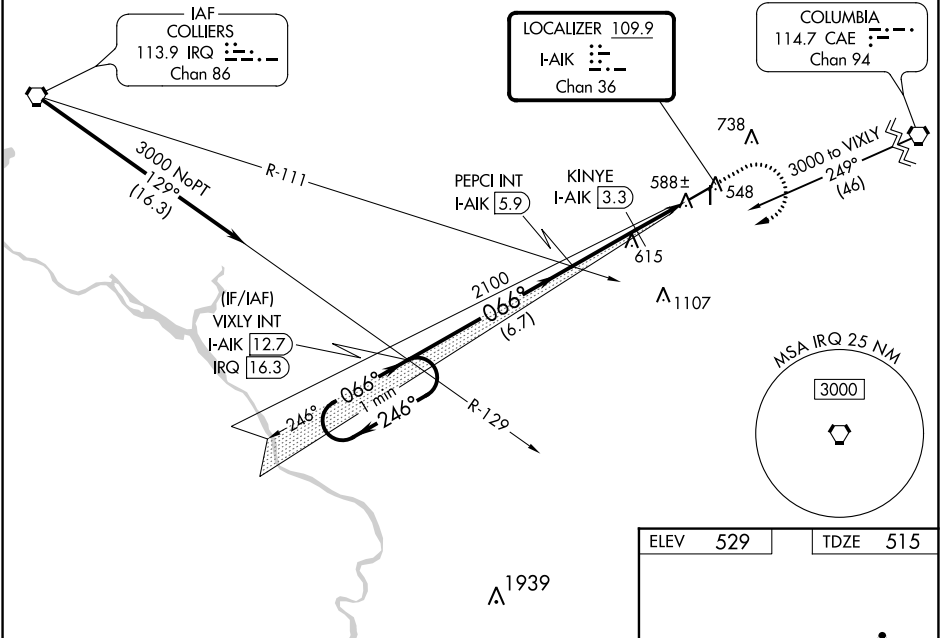 IAF
COLLIERS
113.9 IRQ
Chan 86
LOCALIZER 109.9
I-AIK
Chan 36
COLUMBIA
114.7 CAE
Chan 94
738
3000 NoPT
129°
(16.3)
R-111
PEPCI INT
I-AIK 5.9
KINYE
I-AIK 3.3
588±
548
3000 to VIXLY
249°
(46)
615
1107
2100
066°
(6.7)
(IF/IAF)
VIXLY INT
I-AIK 12.7
IRQ 16.3
246°
066°
1 min
246°
R-129
MSA IRQ 25 NM
3000
1939
ELEV 529
TDZE 515